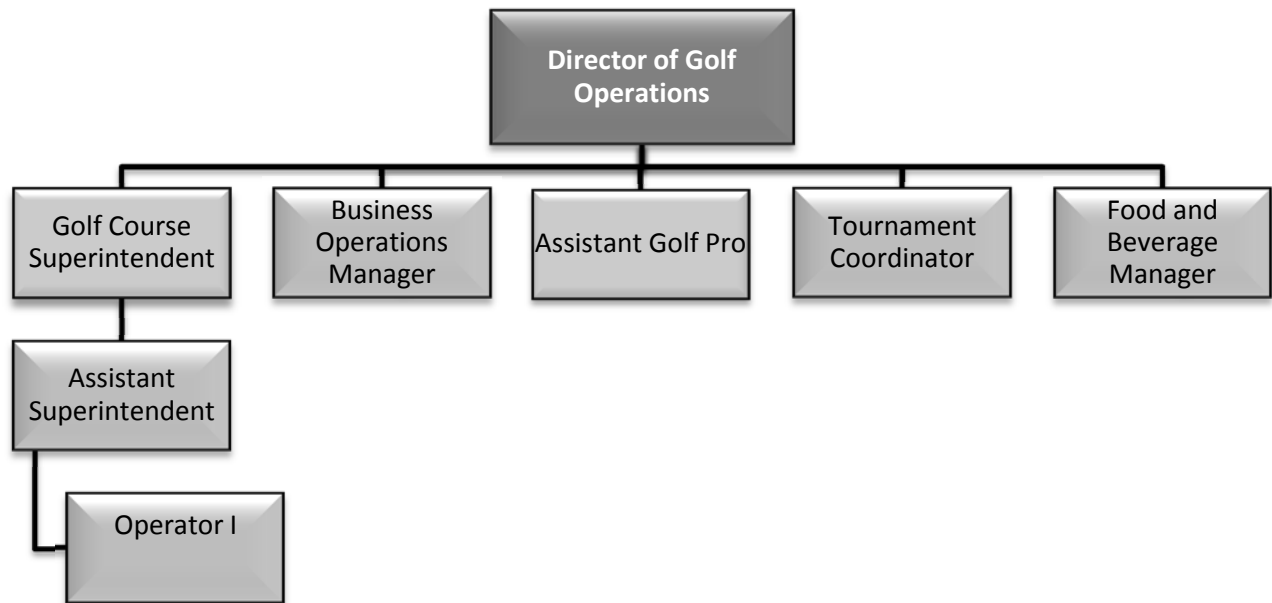 Director of Golf
Operations
Golf Course
Superintendent
Business
Operations
Manager
Assistant Golf Pro
Tournament
Coordinator
Food and
Beverage
Manager
Assistant
Superintendent
Operator I